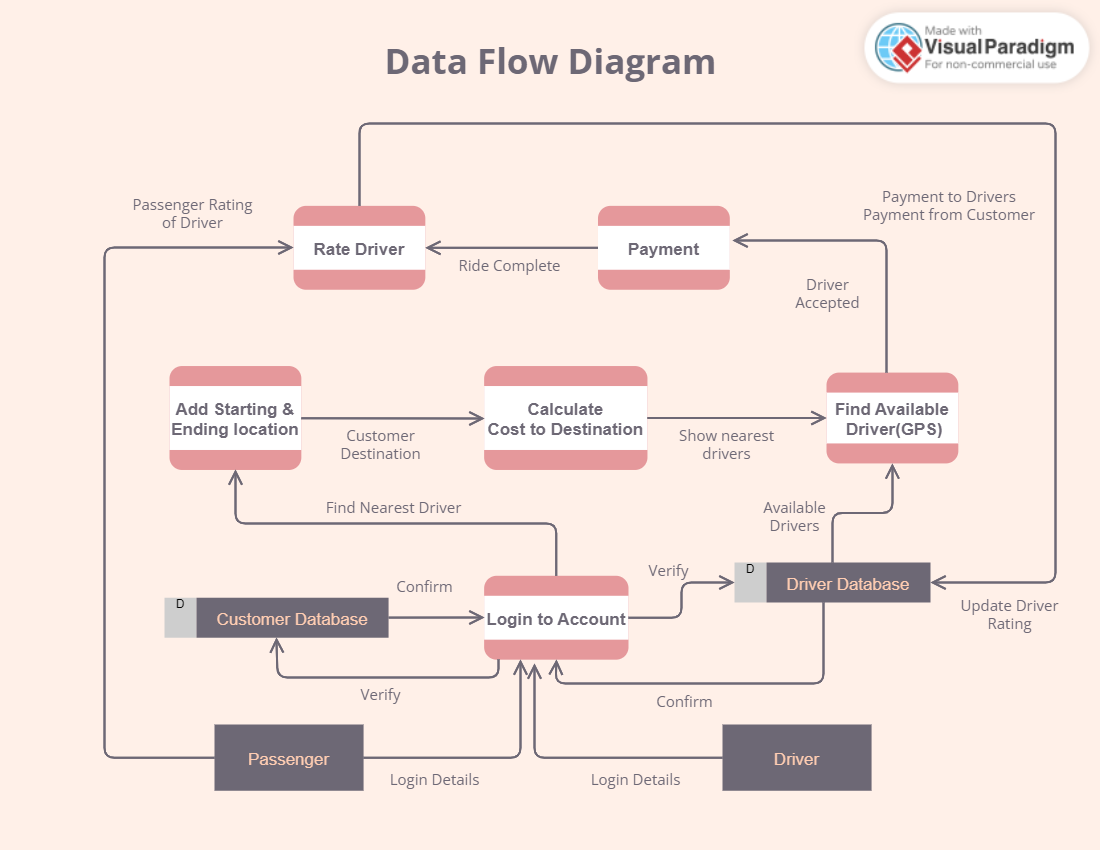 Made with
Visual Paradigm
For non-commercial use
Data Flow Diagram
Passenger Rating
of Driver
Payment to Drivers
Payment from Customer
Rate Driver
Ride Complete
Payment
Driver
Accepted
Add Starting &
Ending location
Customer
Destination
Calculate
Cost to Destination
Show nearest
drivers
Find Available
Driver(GPS)
Find Nearest Driver
Available
Drivers
D
Customer Database
Confirm
Login to Account
Verify
D
Driver Database
Update Driver
Rating
Verify
Confirm
Passenger
Login Details
Login Details
Driver